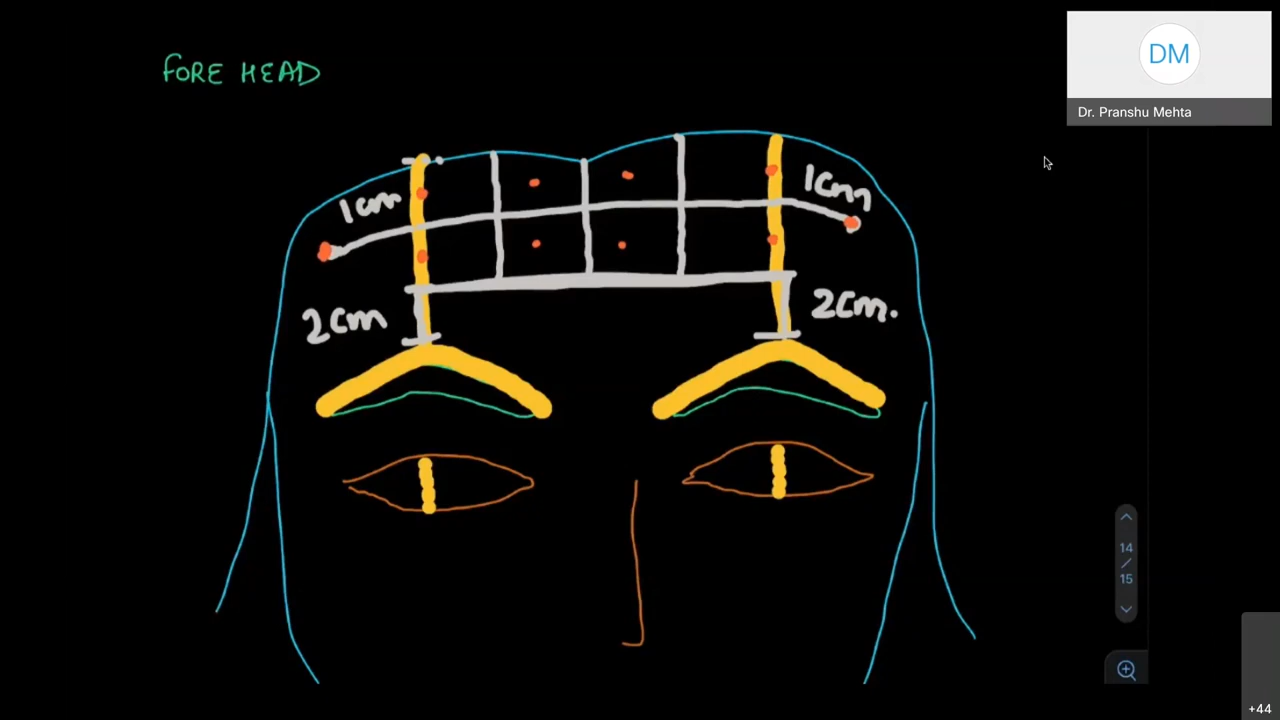 FORE HEAD
DM
Dr. Pranshu Mehta
1cm
1cm
2cm
2cm.
14
/
15
+44